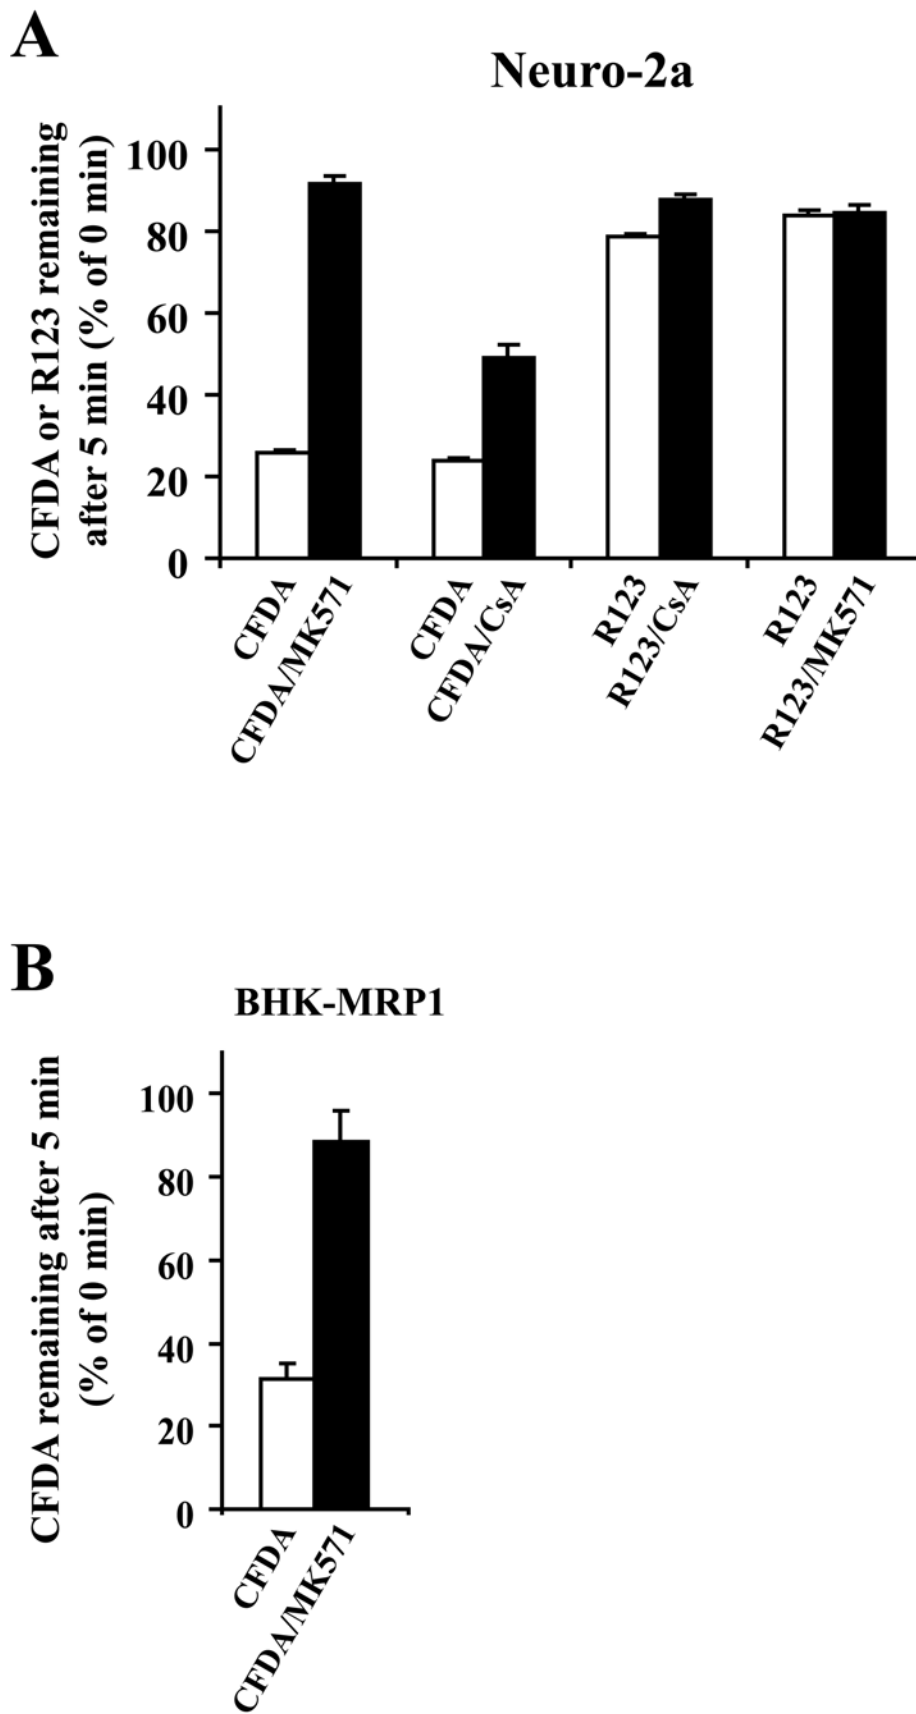 A
Neuro-2a
CFDA or R123 remaining
after 5 min (% of 0 min)
100
80
60
40
20
0
CFDA
CFDA/MK571
CFDA
CFDA/CsA
R123
R123/CsA
R123
R123/MK571
B
BHK-MRP1
CFDA remaining after 5 min
(% of 0 min)
100
80
60
40
20
0
CFDA
CFDA/MK571